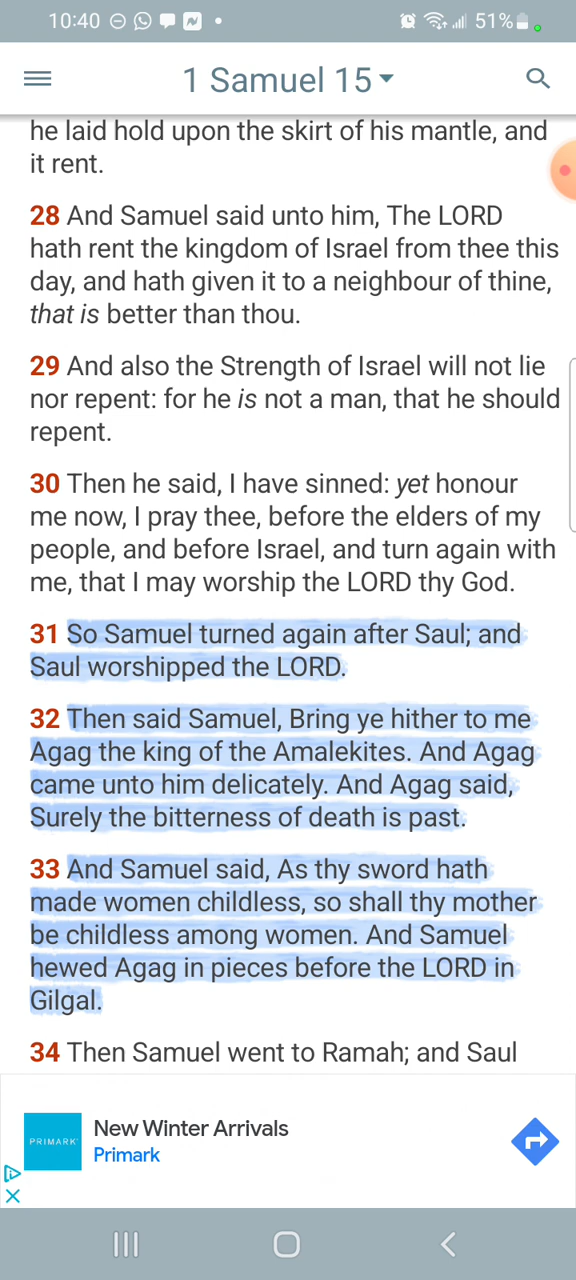 10:40
51%
1 Samuel 15
he laid hold upon the skirt of his mantle, and
it rent.
28 And Samuel said unto him, The LORD
hath rent the kingdom of Israel from thee this
day, and hath given it to a neighbour of thine,
that is better than thou.
29 And also the Strength of Israel will not lie
nor repent: for he is not a man, that he should
repent.
30 Then he said, I have sinned: yet honour
me now, I pray thee, before the elders of my
people, and before Israel, and turn again with
me, that I may worship the LORD thy God.
31 So Samuel turned again after Saul; and
Saul worshipped the LORD.
32 Then said Samuel, Bring ye hither to me
Agag the king of the Amalekites. And Agag
came unto him delicately. And Agag said,
Surely the bitterness of death is past.
33 And Samuel said, As thy sword hath
made women childless, so shall thy mother
be childless among women. And Samuel
hewed Agag in pieces before the LORD in
Gilgal.
34 Then Samuel went to Ramah; and Saul
PRIMARK
New Winter Arrivals
Primark